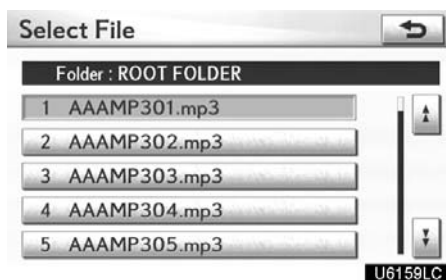 Select File
Folder : ROOT FOLDER
1 AAAMP301.mp3
2 AAAMP302.mp3
3 AAAMP303.mp3
4 AAAMP304.mp3
5 AAAMP305.mp3
U6159LC